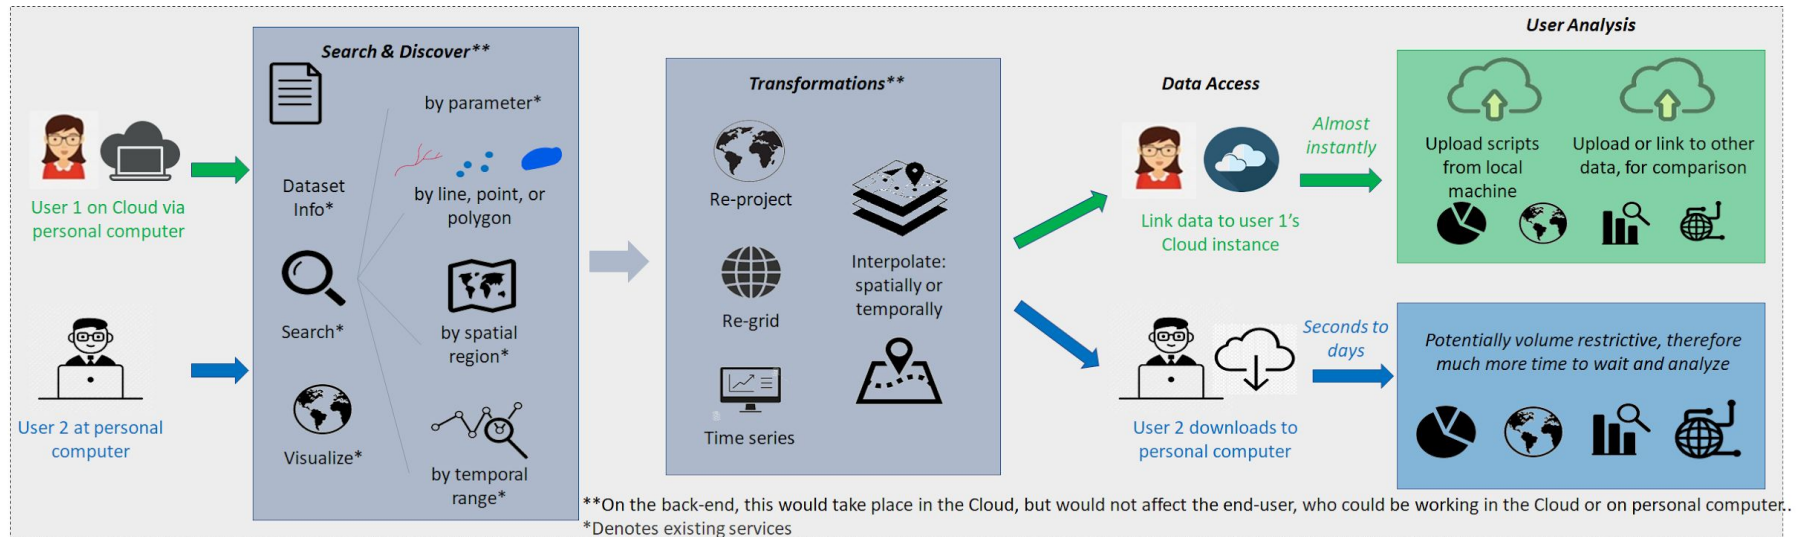 User 1 on Cloud via
personal computer
User 2 at personal
computer
Search & Discover**
Dataset
Info*
Search*
Visualize*
by parameter*
by line, point, or
polygon
by spatial
region*
by temporal
range*
Transformations**
Re-project
Re-grid
Time series
Interpolate:
spatially or
temporally
Data Access
Link data to user 1's
Cloud instance
Almost
instantly
User 2 downloads to
personal computer
Seconds to
days
User Analysis
Upload scripts
from local
machine
Upload or link to other
data, for comparison
Potentially volume restrictive, therefore
much more time to wait and analyze
**On the back-end, this would take place in the Cloud, but would not affect the end-user, who could be working in the Cloud or on personal computer..
*Denotes existing services